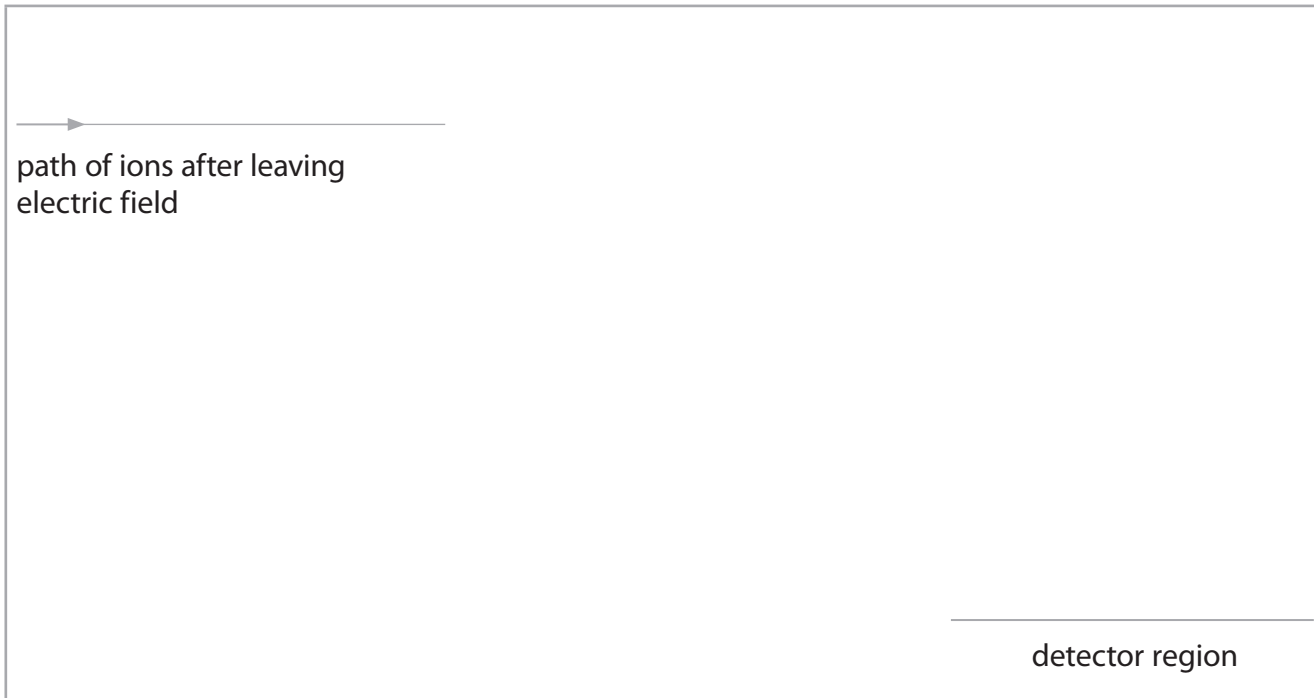 path of ions after leaving
electric field
detector region